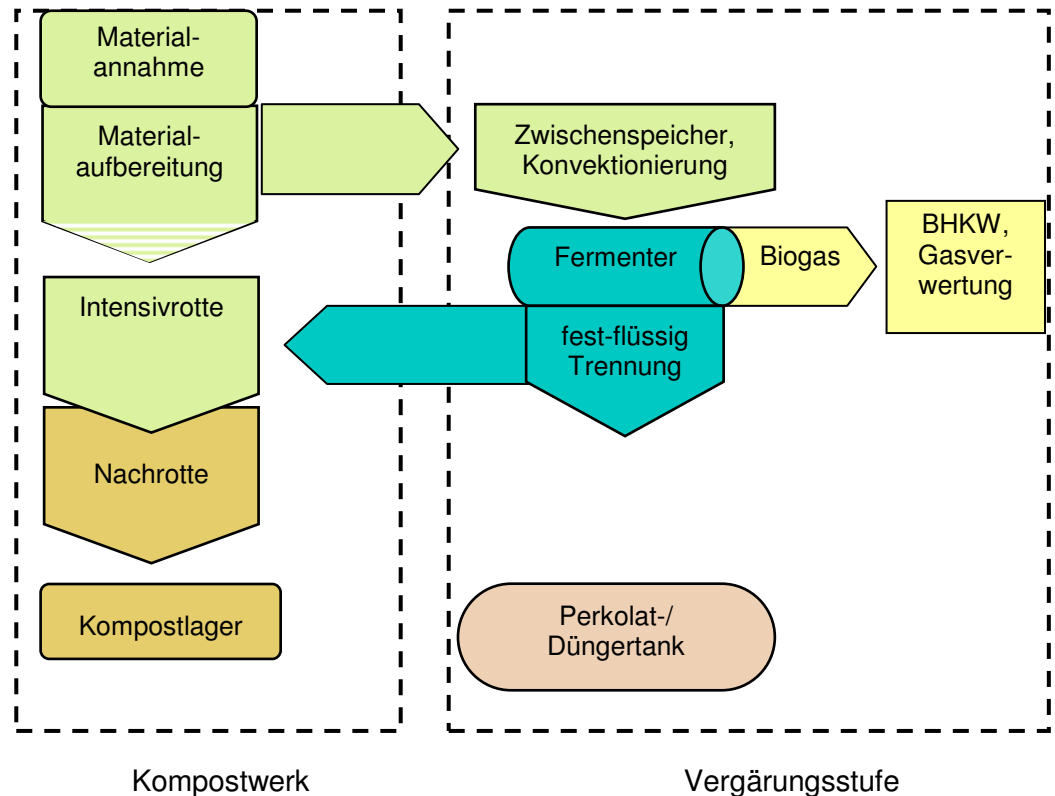 Material-
annahme
Material-
aufbereitung
Intensivrotte
Nachrotte
Kompostlager
Zwischenspeicher,
Konvektionierung
Fermenter
Biogas
BHKW,
Gasver-
wertung
fest-flüssig
Trennung
Perkolat-/
Düngertank
Kompostwerk
Vergärungsstufe